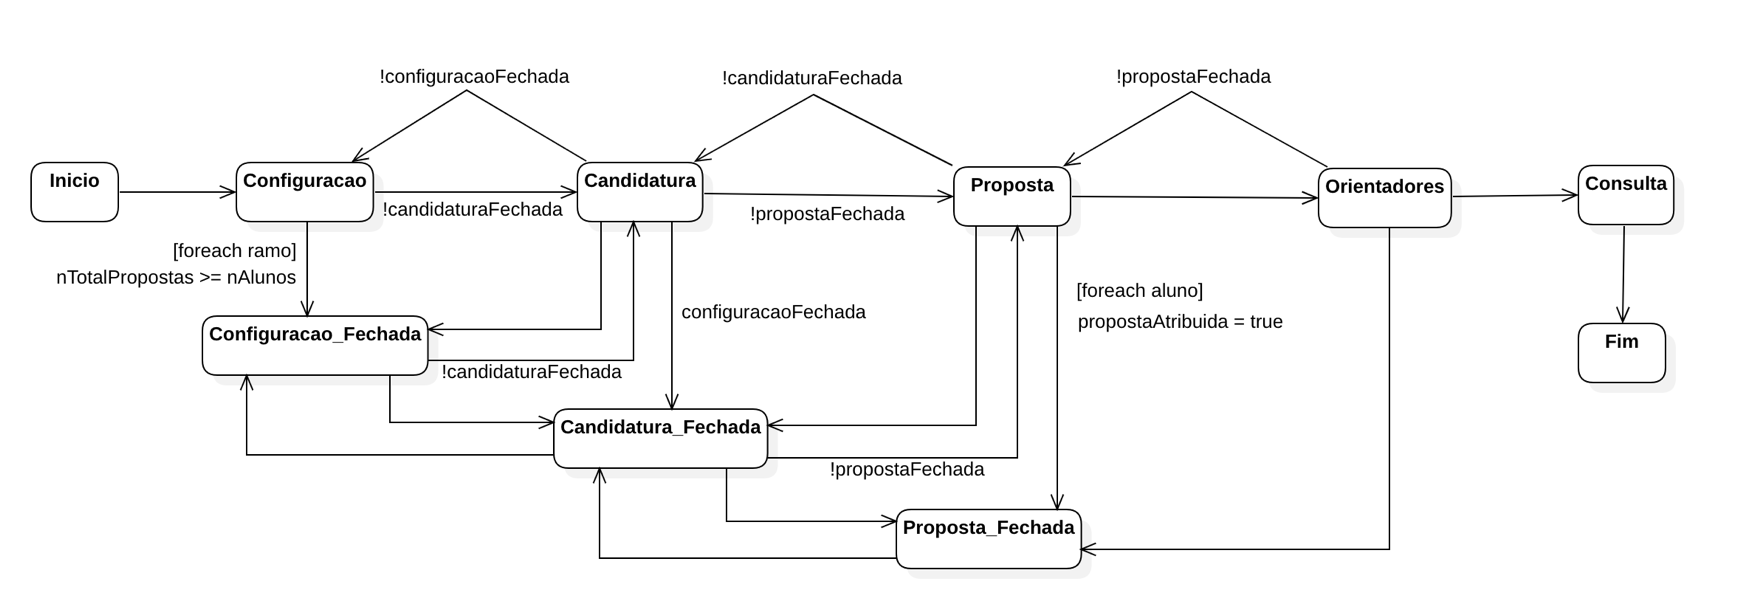 !configuracaoFechada
!candidaturaFechada
!propostaFechada
Inicio
Configuracao
Candidatura
Proposta
Orientadores
Consulta
!candidaturaFechada
!propostaFechada
[foreach ramo]
nTotalPropostas >= nAlunos
[foreach aluno]
propostaAtribuida = true
configuracaoFechada
Configuracao_Fechada
Fim
!candidaturaFechada
Candidatura_Fechada
!propostaFechada
Proposta_Fechada